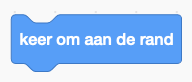 keer om aan de rand